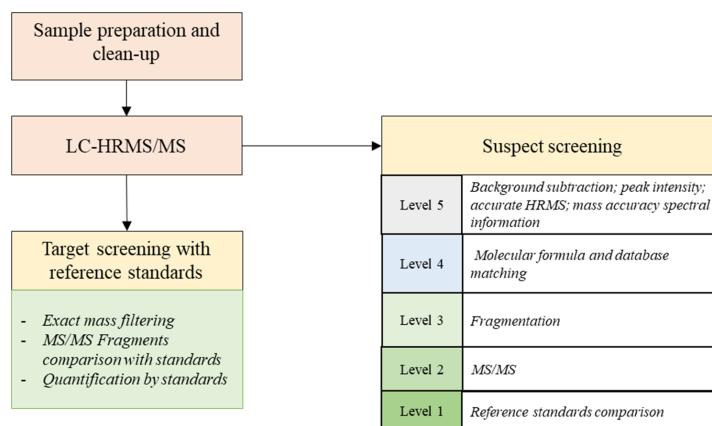 Sample preparation and
clean-up
LC-HRMS/MS
Target screening with
reference standards
- Exact mass filtering
- MS/MS Fragments
comparison with standards
- Quantification by standards
Suspect screening
Level 5
Background subtraction; peak intensity;
accurate HRMS; mass accuracy spectral
information
Level 4
Molecular formula and database
matching
Level 3
Fragmentation
Level 2
MS/MS
Level 1
Reference standards comparison